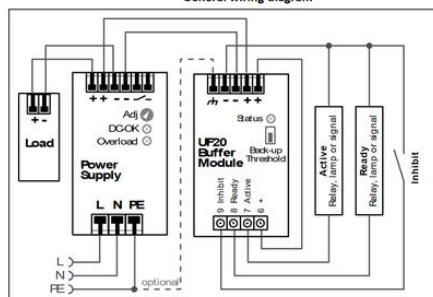 General wiring diagram
+ -
Load
+ + - - -
Adj
DC-OK
Overload
Power
Supply
L N PE
L
N
PE
optional
- - + +
Status
UF20
Buffer
Module
Back-up
Threshold
9 Inhibit
8 Ready
7 Active
6 +
Active
Relay, lamp or signal
Ready
Relay, lamp or signal
Inhibit